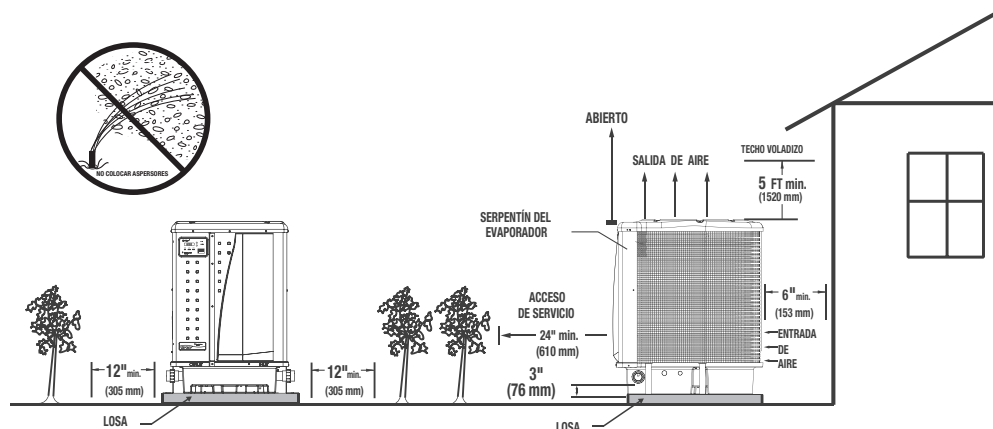 NO COLOCAR ASPERSORES
ABIERTO
SALIDA DE AIRE
TECHO VOLADIZO
5 FT min.
(1520 mm)
SERPENTÍN DEL
EVAPORADOR
6" min.
(153 mm)
ACCESO
DE SERVICIO
24" min.
(610 mm)
ENTRADA
DE
AIRE
12" min.
(305 mm)
12" min.
(305 mm)
3"
(76 mm)
LOSA
LOSA